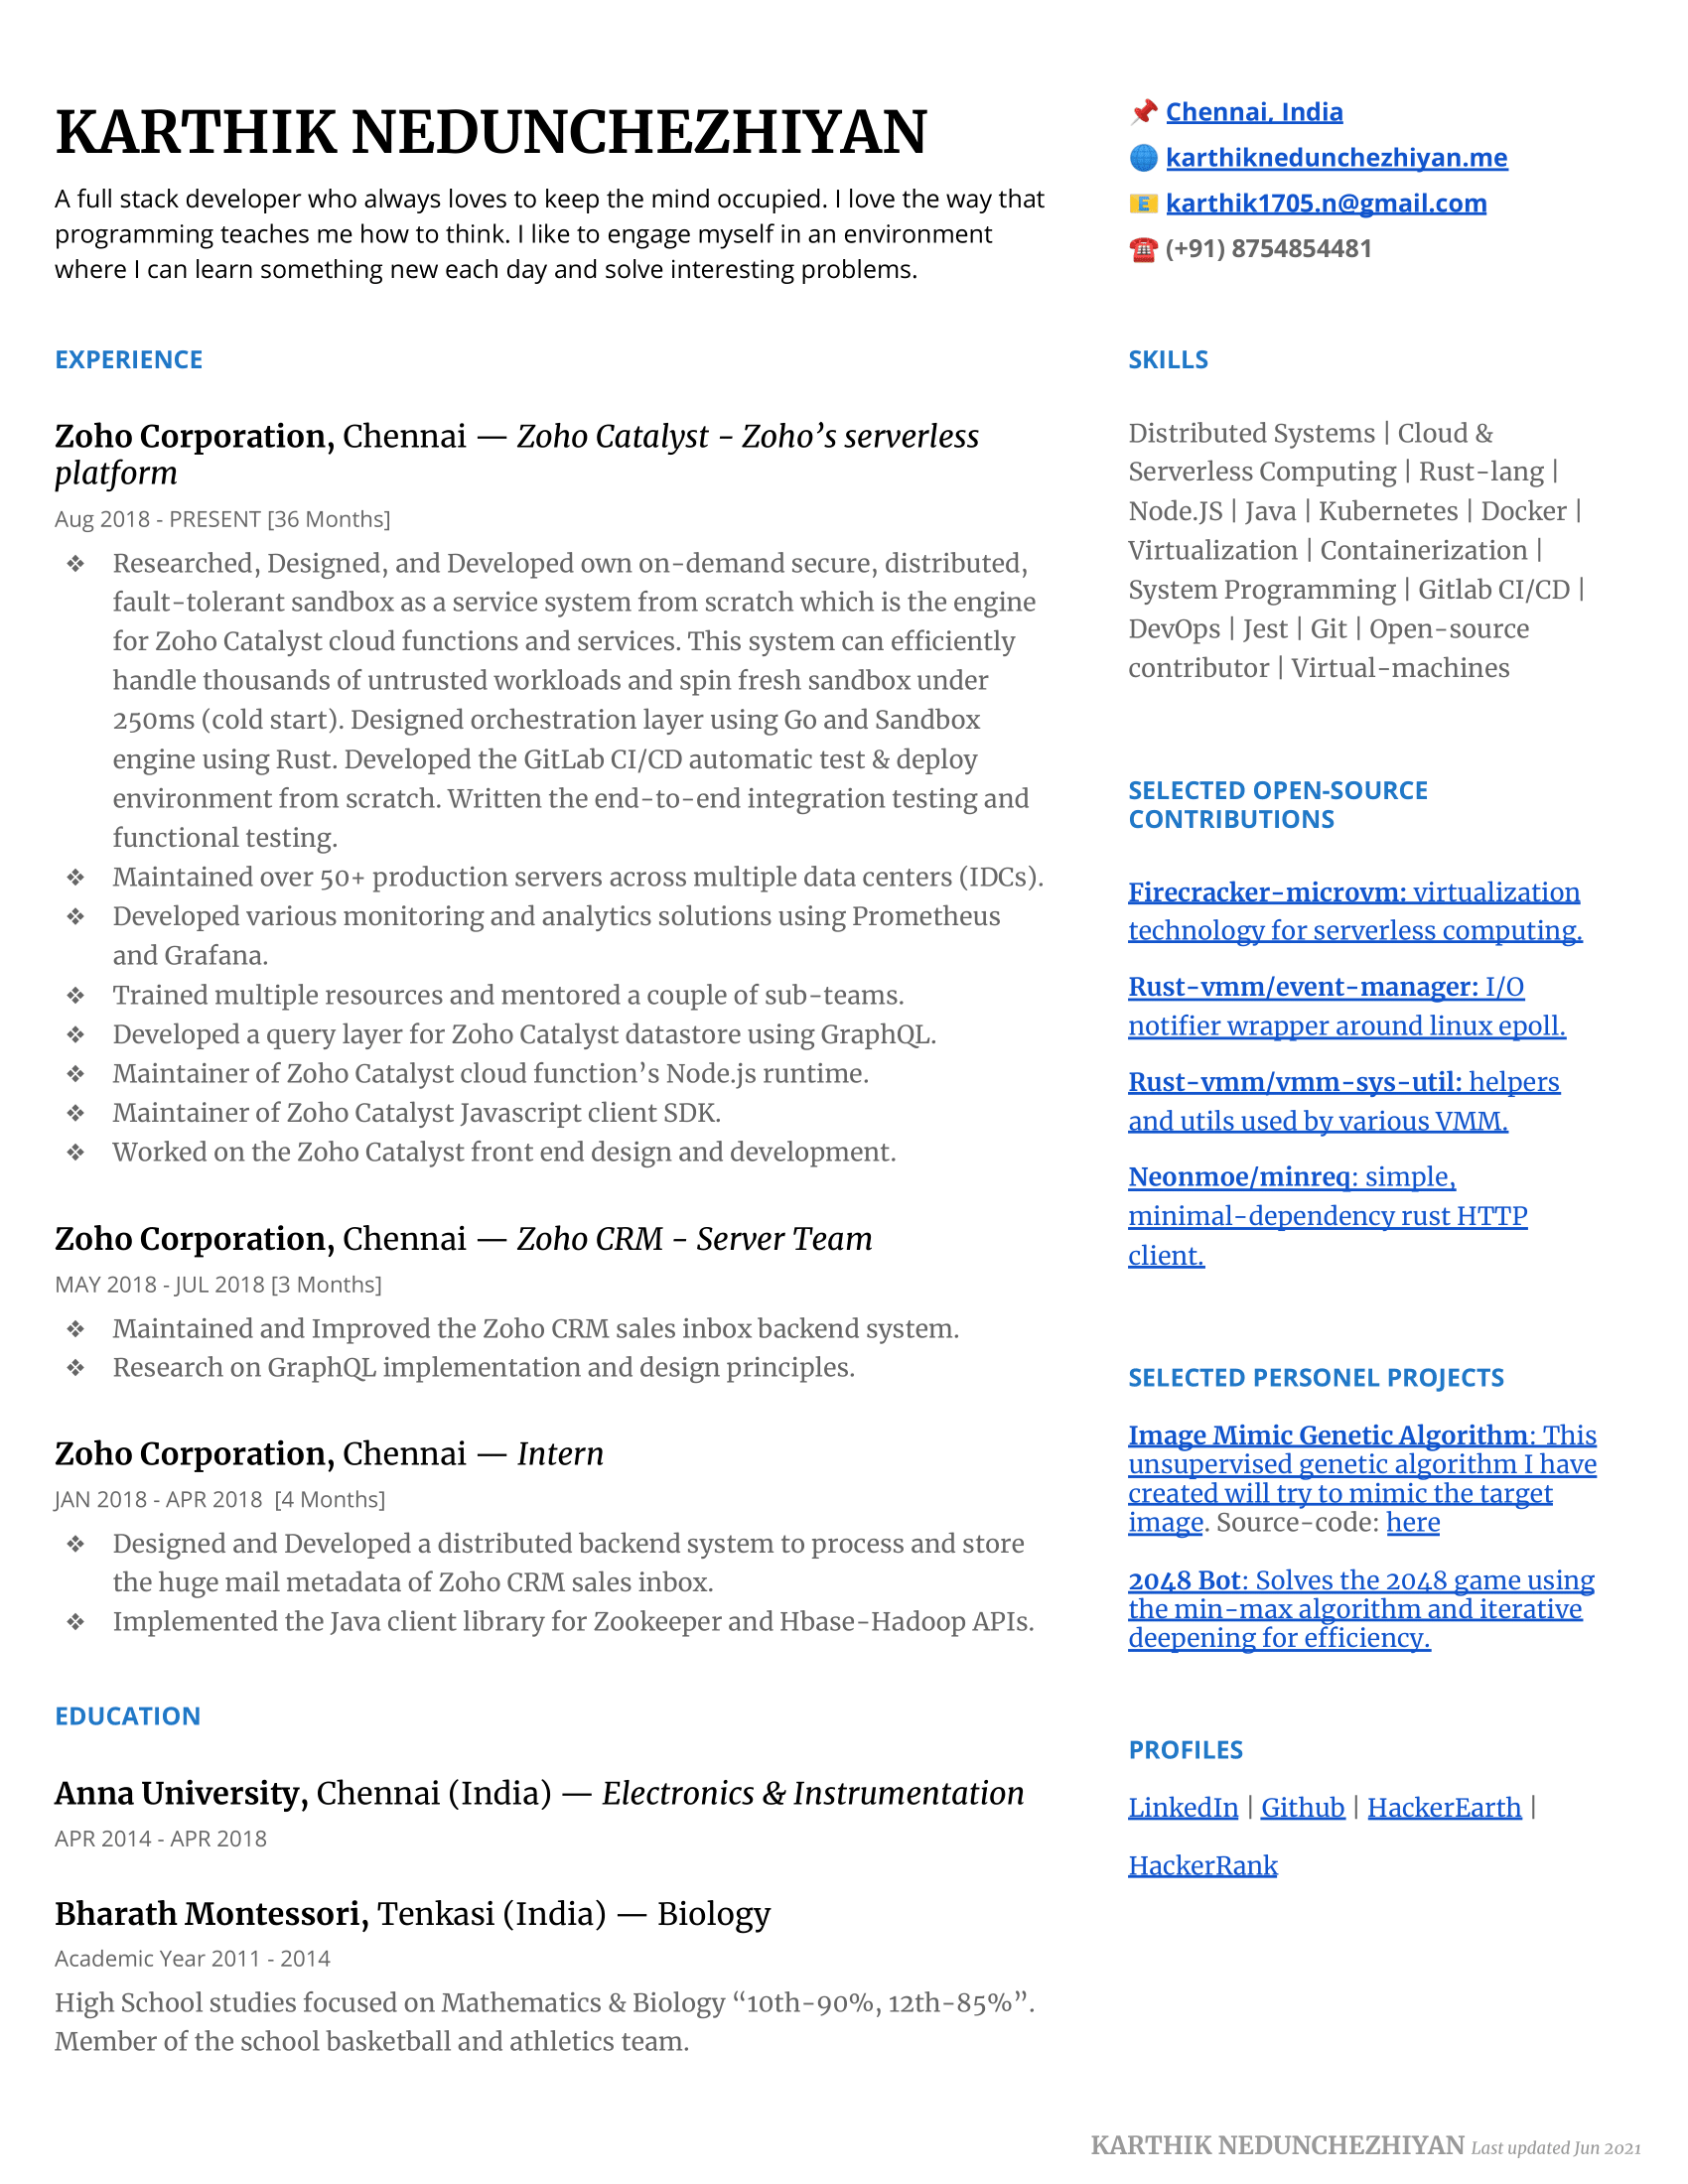 KARTHIK NEDUNCHEZHIYAN
A full stack developer who always loves to keep the mind occupied. I love the way that
programming teaches me how to think. I like to engage myself in an environment
where I can learn something new each day and solve interesting problems.
Chennai, India
karthiknedunchezhiyan.me
karthik1705.n@gmail.com
(+91) 8754854481
EXPERIENCE
Zoho Corporation, Chennai — Zoho Catalyst - Zoho’s serverless
platform
Aug 2018 - PRESENT [36 Months]
❖ Researched, Designed, and Developed own on-demand secure, distributed,
fault-tolerant sandbox as a service system from scratch which is the engine
for Zoho Catalyst cloud functions and services. This system can efficiently
handle thousands of untrusted workloads and spin fresh sandbox under
250ms (cold start). Designed orchestration layer using Go and Sandbox
engine using Rust. Developed the GitLab CI/CD automatic test & deploy
environment from scratch. Written the end-to-end integration testing and
functional testing.
❖ Maintained over 50+ production servers across multiple data centers (IDCs).
❖ Developed various monitoring and analytics solutions using Prometheus
and Grafana.
❖ Trained multiple resources and mentored a couple of sub-teams.
❖ Developed a query layer for Zoho Catalyst datastore using GraphQL.
❖ Maintainer of Zoho Catalyst cloud function’s Node.js runtime.
❖ Maintainer of Zoho Catalyst Javascript client SDK.
❖ Worked on the Zoho Catalyst front end design and development.
Zoho Corporation, Chennai — Zoho CRM - Server Team
MAY 2018 - JUL 2018 [3 Months]
❖ Maintained and Improved the Zoho CRM sales inbox backend system.
❖ Research on GraphQL implementation and design principles.
Zoho Corporation, Chennai — Intern
JAN 2018 - APR 2018 [4 Months]
❖ Designed and Developed a distributed backend system to process and store
the huge mail metadata of Zoho CRM sales inbox.
❖ Implemented the Java client library for Zookeeper and Hbase-Hadoop APIs.
EDUCATION
Anna University, Chennai (India) — Electronics & Instrumentation
APR 2014 - APR 2018
Bharath Montessori, Tenkasi (India) — Biology
Academic Year 2011 - 2014
High School studies focused on Mathematics & Biology “10th-90%, 12th-85%”.
Member of the school basketball and athletics team.
SKILLS
Distributed Systems | Cloud &
Serverless Computing | Rust-lang |
Node.JS | Java | Kubernetes | Docker |
Virtualization | Containerization |
System Programming | Gitlab CI/CD |
DevOps | Jest | Git | Open-source
contributor | Virtual-machines
SELECTED OPEN-SOURCE
CONTRIBUTIONS
Firecracker-microvm: virtualization
technology for serverless computing.
Rust-vmm/event-manager: I/O
notifier wrapper around linux epoll.
Rust-vmm/vmm-sys-util: helpers
and utils used by various VMM.
Neonmoe/minreq: simple,
minimal-dependency rust HTTP
client.
SELECTED PERSONEL PROJECTS
Image Mimic Genetic Algorithm: This
unsupervised genetic algorithm I have
created will try to mimic the target
image. Source-code: here
2048 Bot: Solves the 2048 game using
the min-max algorithm and iterative
deepening for efficiency.
PROFILES
LinkedIn | Github | HackerEarth |
HackerRank
KARTHIK NEDUNCHEZHIYAN Last updated Jun 2021